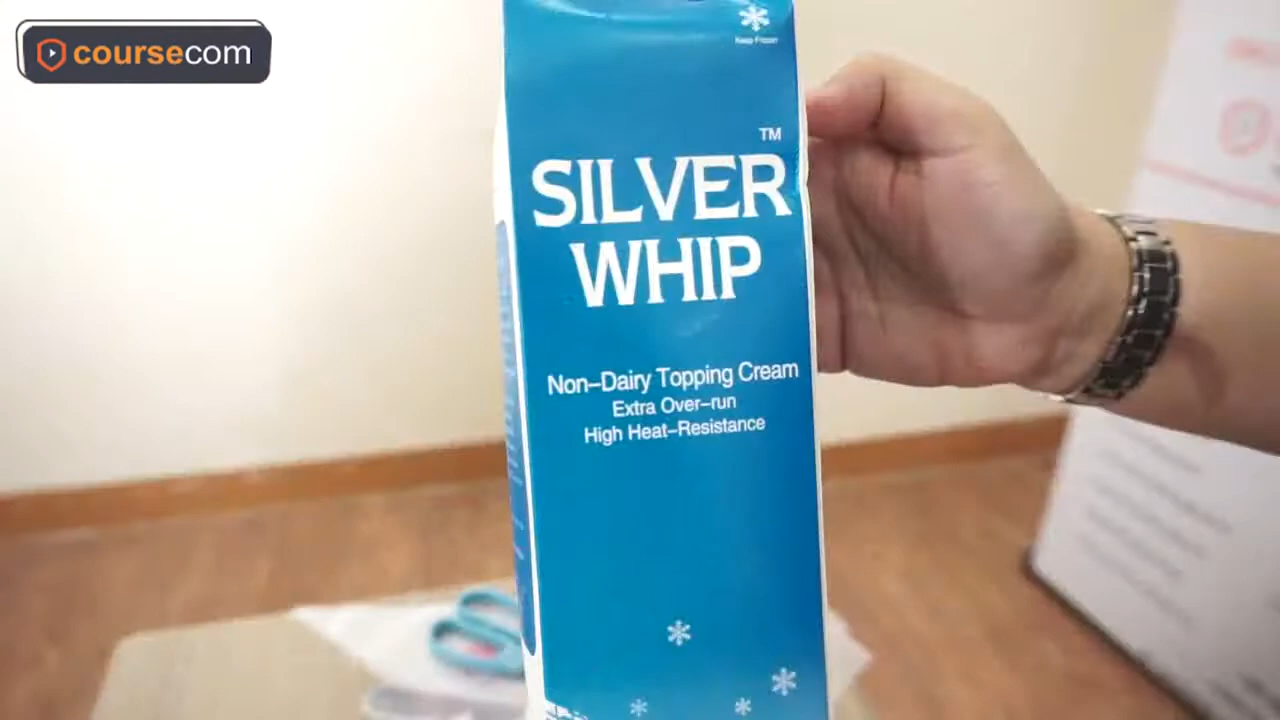 coursecom
Keep Frozen
TM
SILVER
WHIP
Non-Dairy Topping Cream
Extra Over-run
High Heat-Resistance